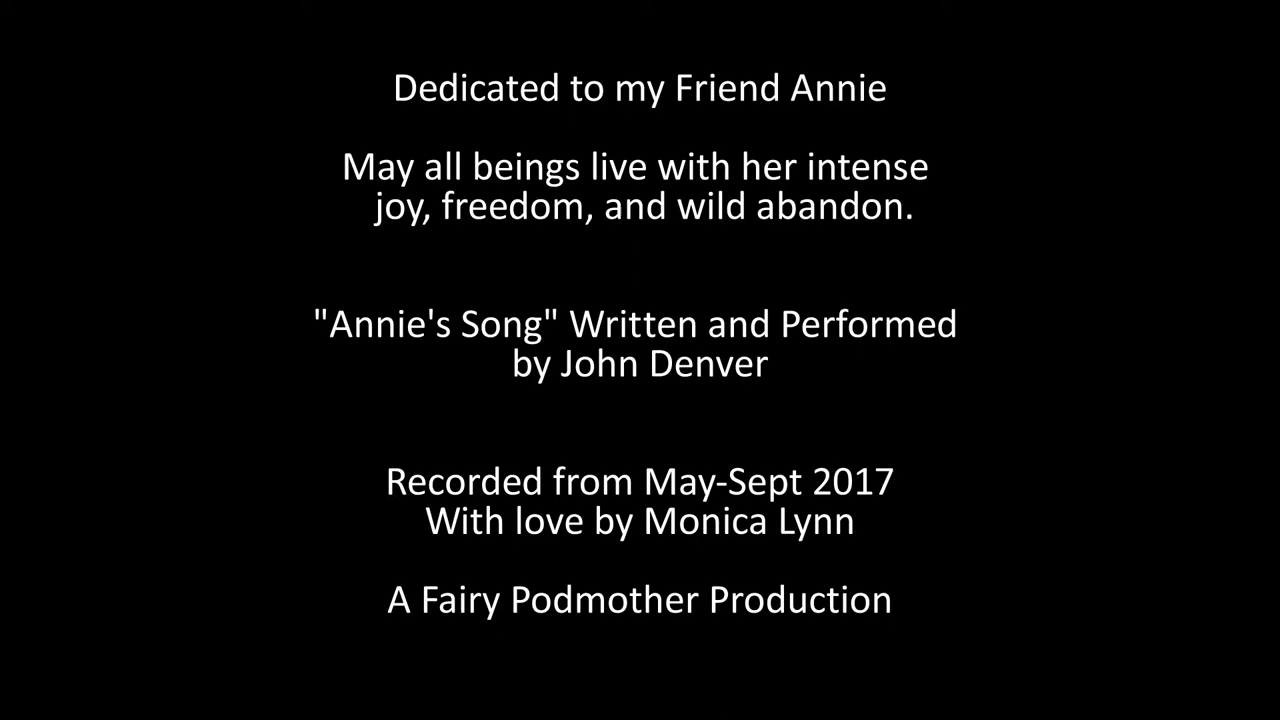 Dedicated to my Friend Annie
May all beings live with her intense
joy, freedom, and wild abandon.
"Annie's Song" Written and Performed
by John Denver
Recorded from May-Sept 2017
With love by Monica Lynn
A Fairy Podmother Production